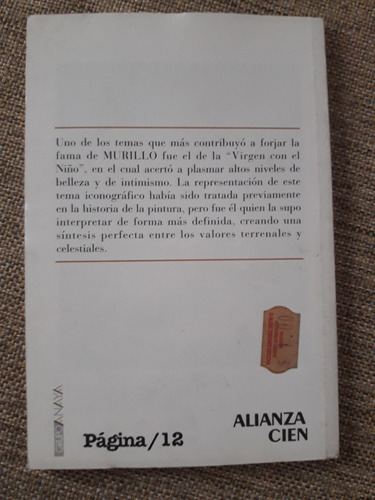 Uno de los temas que más contribuyó a forjar la
fama de MURILLO fue el de la "Virgen con el
Niño", en el cual acertó a plasmar altos niveles de
belleza y de intimismo. La representación de este
tema iconográfico había sido tratada previamente
en la historia de la pintura, pero fue él quien la supo
interpretar de forma más definida, creando una
síntesis perfecta entre los valores terrenales y
celestiales.
GRUPO ANAYA
Página/12
ALIANZA
CIEN